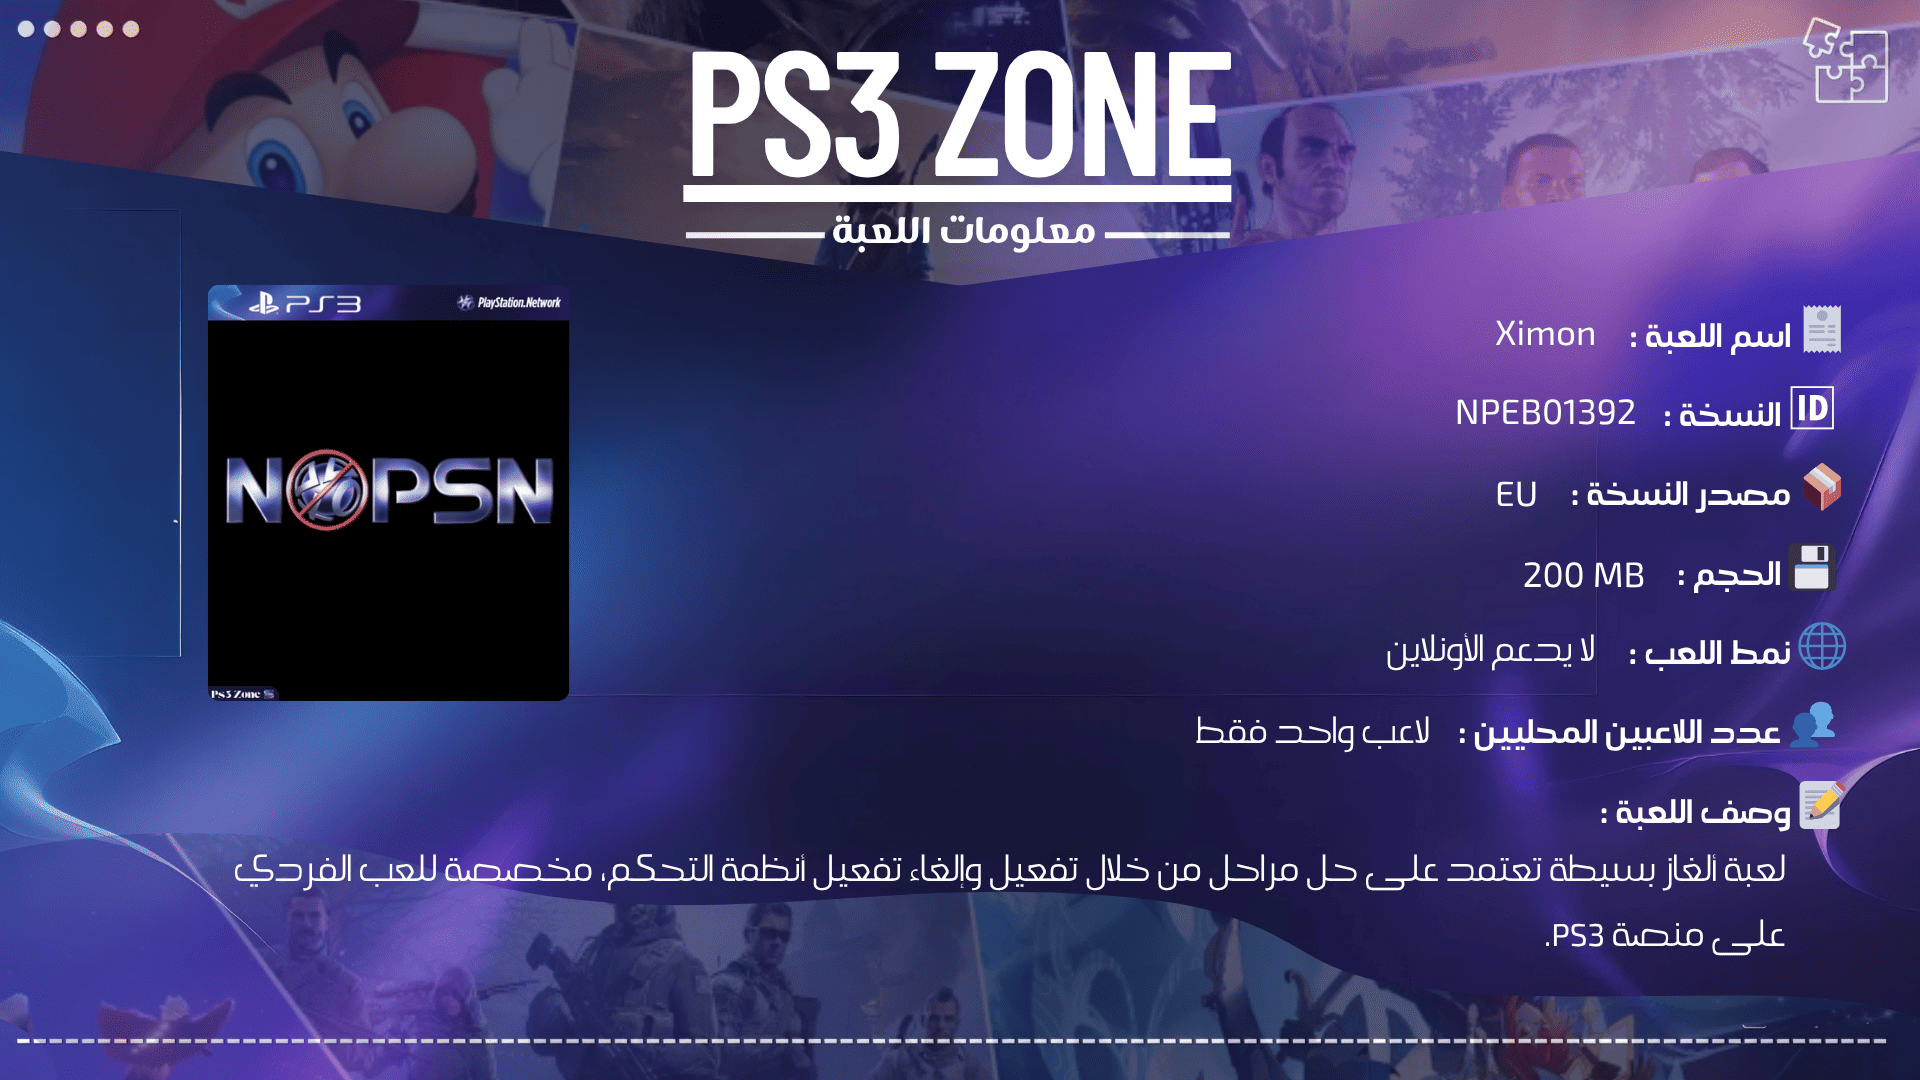 PS3 ZONE
معلومات اللعبة
PS3 PlayStation.Network
NOPSN
Ps3 Zone
اسم اللعبة : Ximon
ID النسخة : NPEB01392
مصدر النسخة : EU
الحجم : 200 MB
نمط اللعب : لا يدعم الأونلاين
عدد اللاعبين المحليين : لاعب واحد فقط
وصف اللعبة :
لعبة ألغاز بسيطة تعتمد على حل مراحل من خلال تفعيل وإلغاء تفعيل أنظمة التحكم، مخصصة للعب الفردي
على منصة PS3.